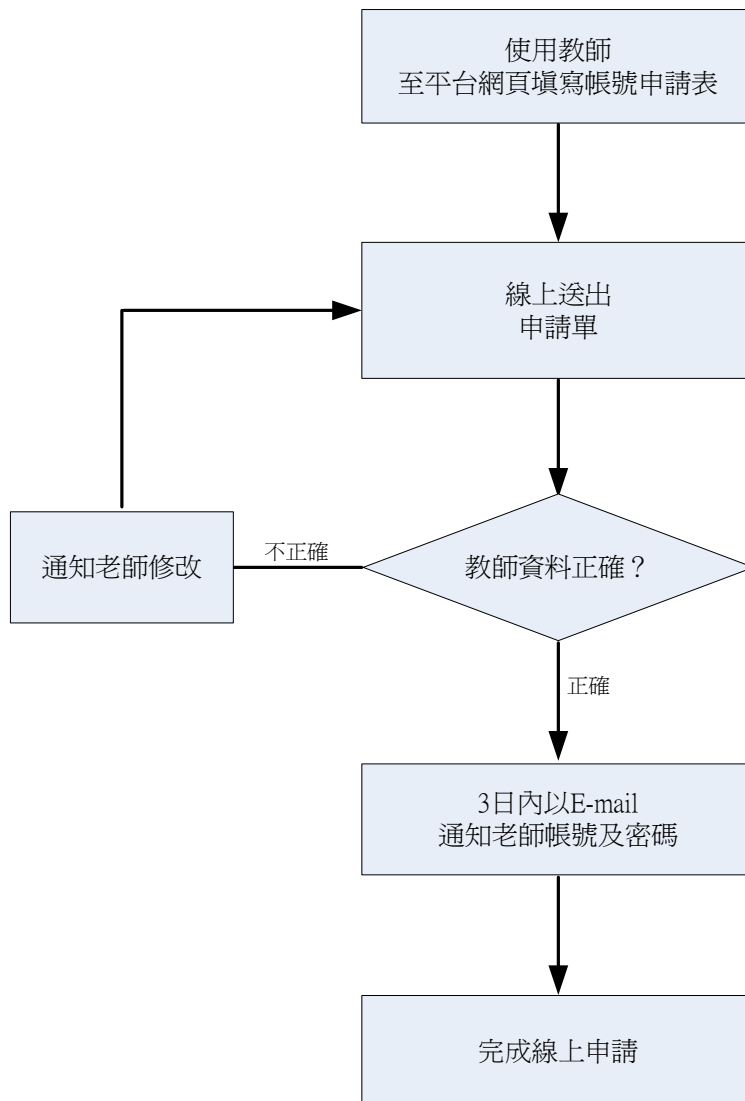 使用教師
至平台網頁填寫帳號申請表
線上送出
申請單
通知老師修改
不正確
教師資料正確？
正確
3日內以E-mail
通知老師帳號及密碼
完成線上申請